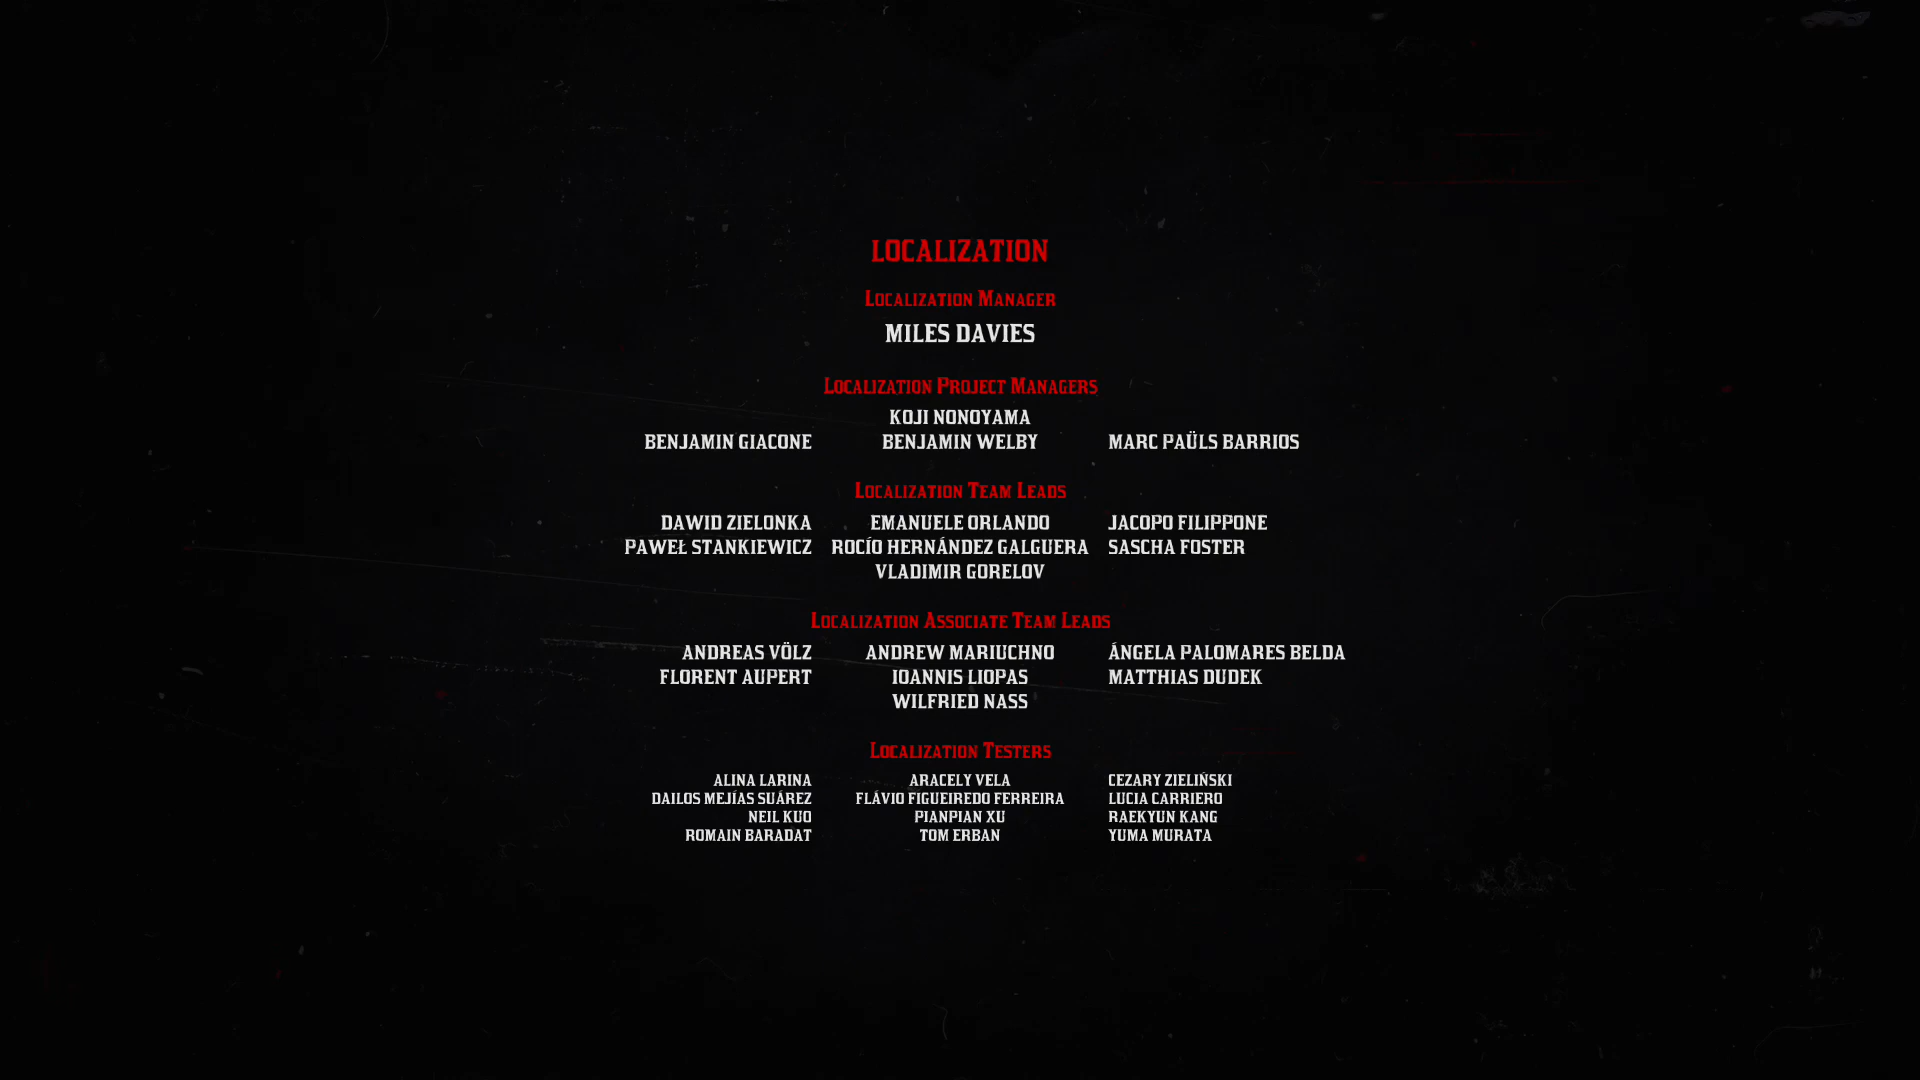 LOCALIZATION
LOCALIZATION MANAGER
MILES DAVIES
LOCALIZATION PROJECT MANAGERS
KOJI NONOYAMA
BENJAMIN GIACONE BENJAMIN WELBY MARC PAÜLS BARRIOS
LOCALIZATION TEAM LEADS
DAWID ZIELONKA EMANUELE ORLANDO JACOPO FILIPPONE
PAWEŁ STANKIEWICZ ROCÍO HERNÁNDEZ GALGUERA SASCHA FOSTER
VLADIMIR GORELOV
LOCALIZATION ASSOCIATE TEAM LEADS
ANDREAS VÖLZ ANDREW MARIUCHNO ÁNGELA PALOMARES BELDA
FLORENT AUPERT IOANNIS LIOPAS MATTHIAS DUDEK
WILFRIED NASS
LOCALIZATION TESTERS
ALINA LARINA ARACELY VELA CEZARY ZIELIŃSKI
DAILOS MEJÍAS SUÁREZ FLÁVIO FIGUEIREDO FERREIRA LUCIA CARRIERO
NEIL KUO PIANPIAN XU RAEKYUN KANG
ROMAIN BARADAT TOM ERBAN YUMA MURATA